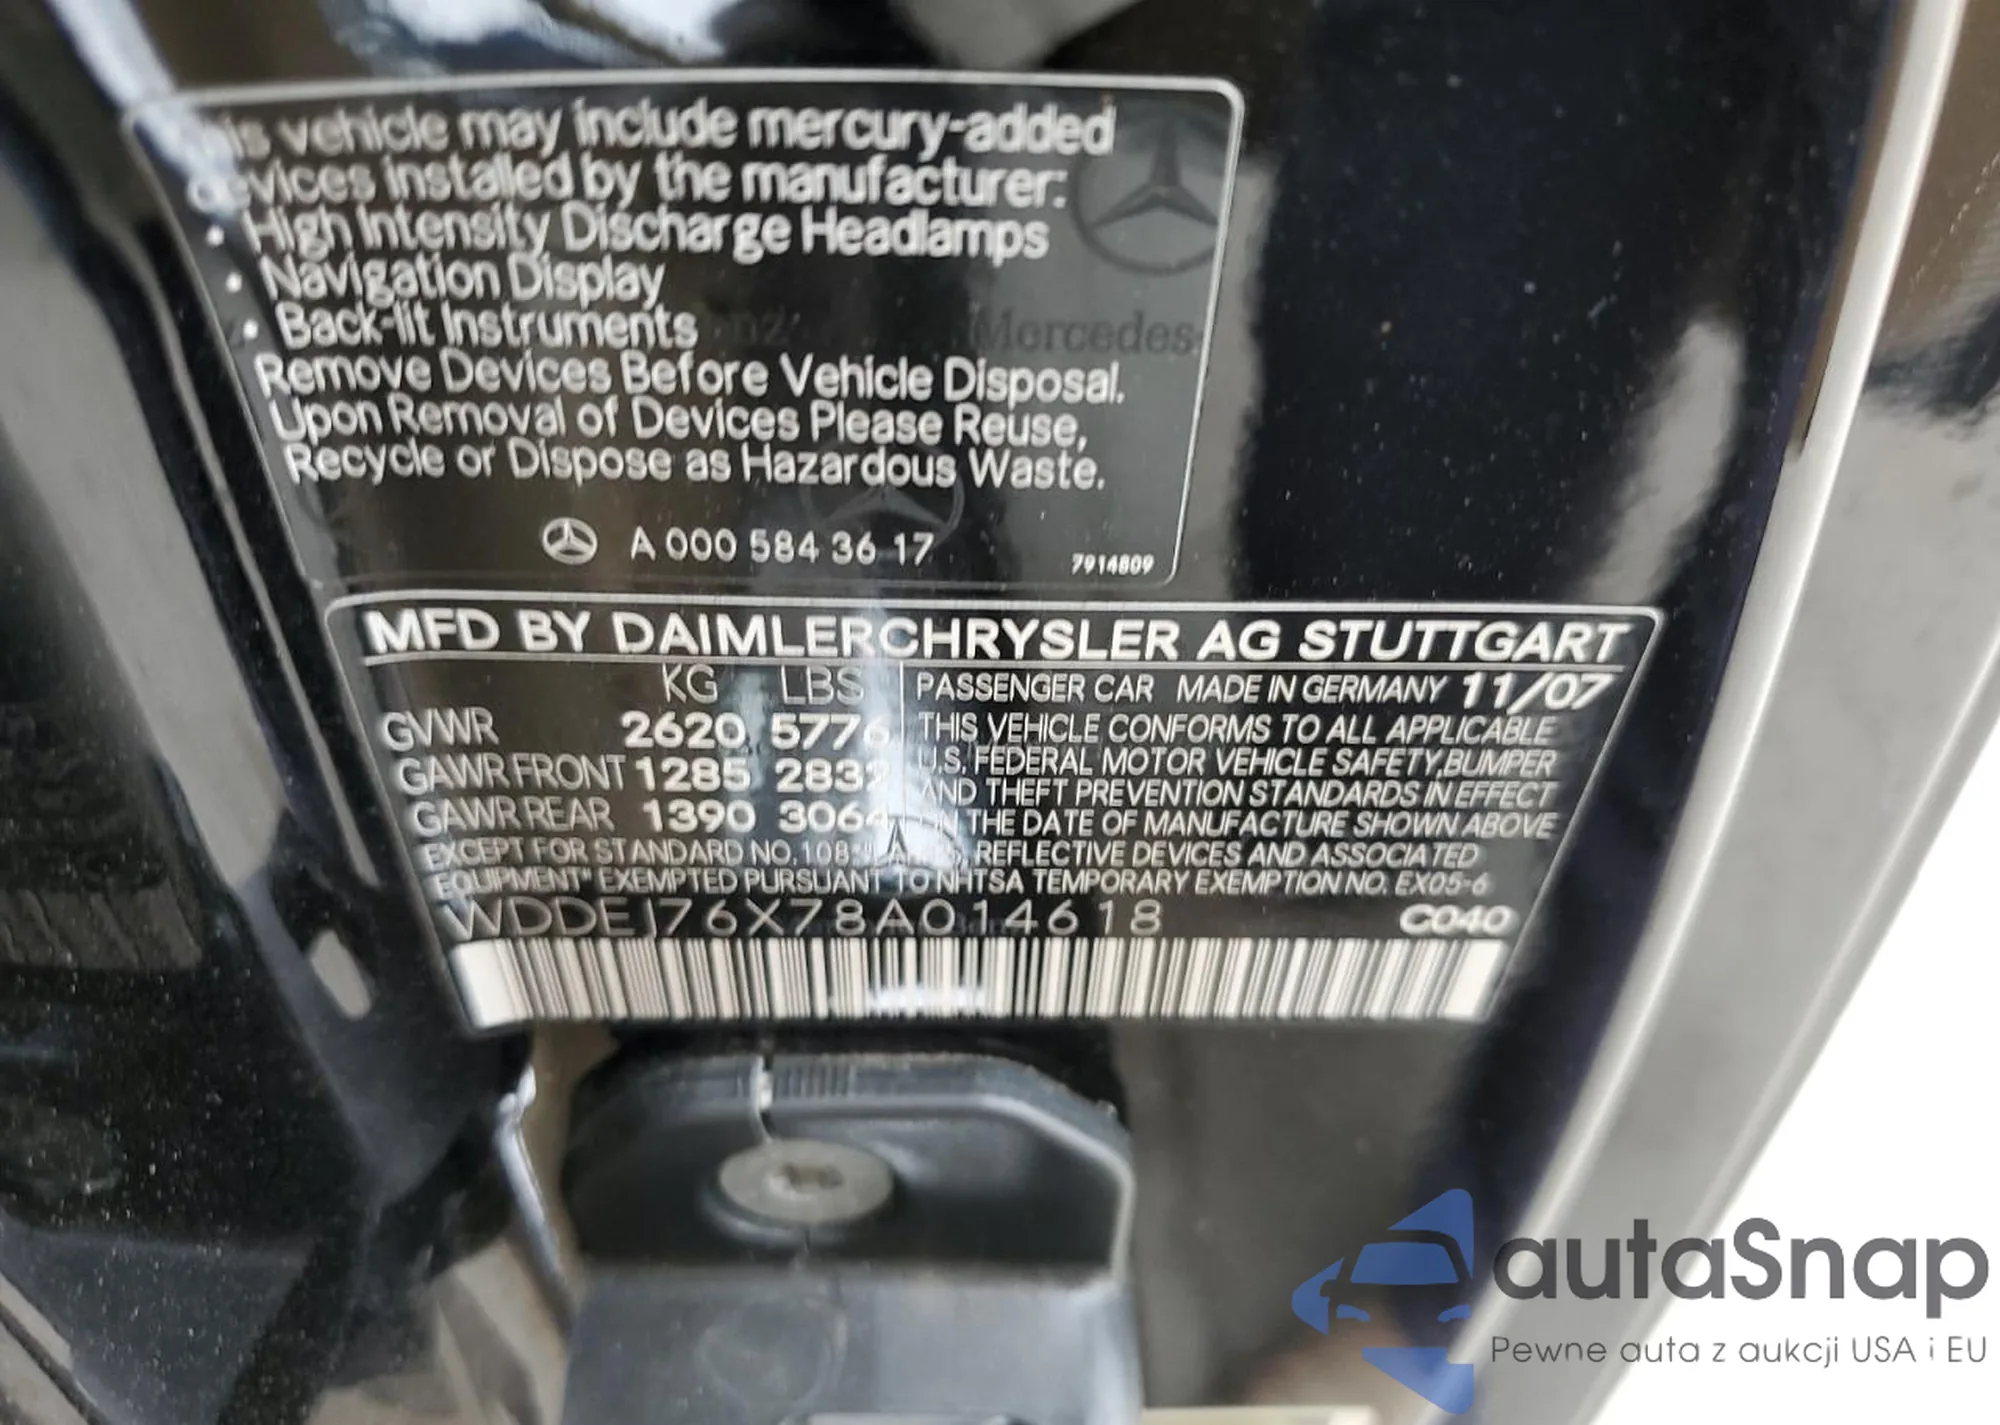 This vehicle may include mercury-added
devices installed by the manufacturer:
• High Intensity Discharge Headlamps
• Navigation Display
• Back-lit Instruments
Mercedes-
Remove Devices Before Vehicle Disposal.
Upon Removal of Devices Please Reuse,
Recycle or Dispose as Hazardous Waste.
A 000 584 36 17
7914809
MFD BY DAIMLERCHRYSLER AG STUTTGART
KG LBS
PASSENGER CAR MADE IN GERMANY 11/07
GVWR 2620 5776
THIS VEHICLE CONFORMS TO ALL APPLICABLE
U.S. FEDERAL MOTOR VEHICLE SAFETY, BUMPER
GAWR FRONT 1285 2832
AND THEFT PREVENTION STANDARDS IN EFFECT
GAWR REAR 1390 3064
ON THE DATE OF MANUFACTURE SHOWN ABOVE
EXCEPT FOR STANDARD NO. 108 REFLECTIVE DEVICES AND ASSOCIATED
EQUIPMENT" EXEMPTED PURSUANT TO NHTSA TEMPORARY EXEMPTION NO. EX05-6
WDDEJ76X78A014618 C040
autaSnap
Pewne auta z aukcji USA i EU